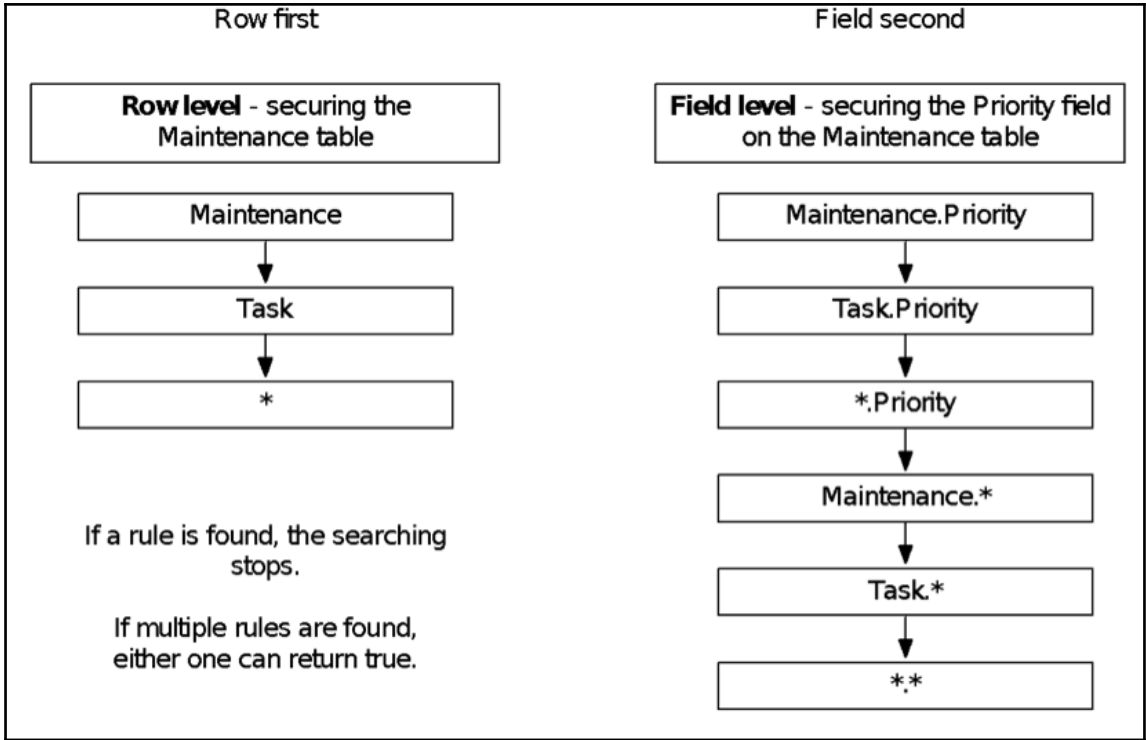 Row first
Row level - securing the
Maintenance table
Maintenance
Task
*
If a rule is found, the searching
stops.
If multiple rules are found,
either one can return true.
Field second
Field level - securing the Priority field
on the Maintenance table
Maintenance.Priority
Task.Priority
*.Priority
Maintenance.*
Task.*
*.*